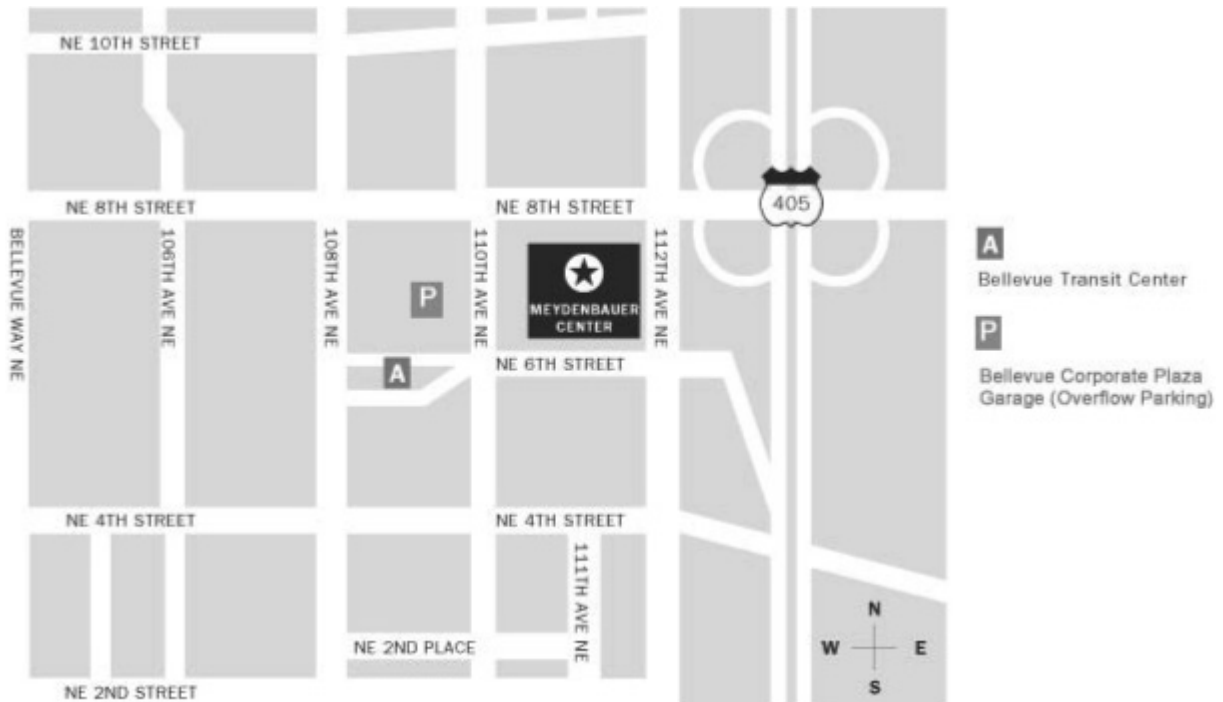 NE 10TH STREET
NE 8TH STREET
NE 8TH STREET
405
BELLEVUE WAY NE
106TH AVE NE
108TH AVE NE
110TH AVE NE
112TH AVE NE
P
MEYDENBAUER
CENTER
A
NE 6TH STREET
A
Bellevue Transit Center
P
Bellevue Corporate Plaza
Garage (Overflow Parking)
NE 4TH STREET
NE 4TH STREET
111TH AVE NE
NE 2ND PLACE
NE 2ND STREET
N
W E
S